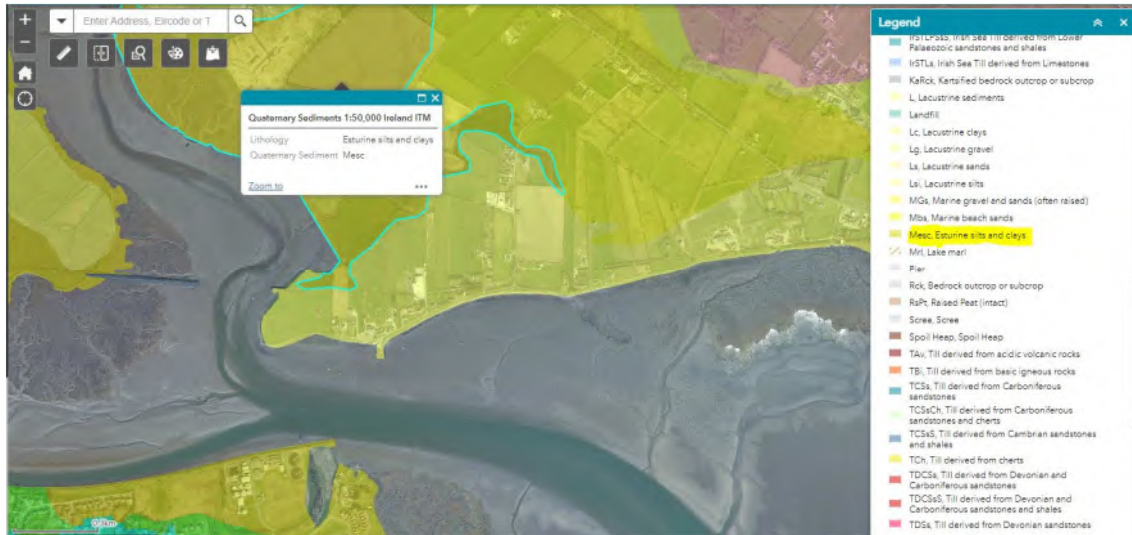 +
−
Enter Address, Eircode or T
Quaternary Sediments 1:50,000 Ireland ITM
Lithology Esturine silts and clays
Quaternary Sediment Mesc
Zoom to
•••
Legend
IrSTLPSsS, Irish Sea Till derived from Lower
Palaeozoic sandstones and shales
IrSTLs, Irish Sea Till derived from Limestones
KaRck, Kartsified bedrock outcrop or subcrop
L, Lacustrine sediments
Landfill
Lc, Lacustrine clays
Lg, Lacustrine gravel
Ls, Lacustrine sands
Lsi, Lacustrine silts
MGs, Marine gravel and sands (often raised)
Mbs, Marine beach sands
Mesc, Esturine silts and clays
Mrl, Lake marl
Pier
Rck, Bedrock outcrop or subcrop
RsPt, Raised Peat (intact)
Scree, Scree
Spoil Heap, Spoil Heap
TAv, Till derived from acidic volcanic rocks
TBi, Till derived from basic igneous rocks
TCSs, Till derived from Carboniferous
sandstones
TCSsCh, Till derived from Carboniferous
sandstones and cherts
TCSsS, Till derived from Cambrian sandstones
and shales
TCh, Till derived from cherts
TDCSs, Till derived from Devonian and
Carboniferous sandstones
TDCSsS, Till derived from Devonian and
Carboniferous sandstones and shales
TDSs, Till derived from Devonian sandstones